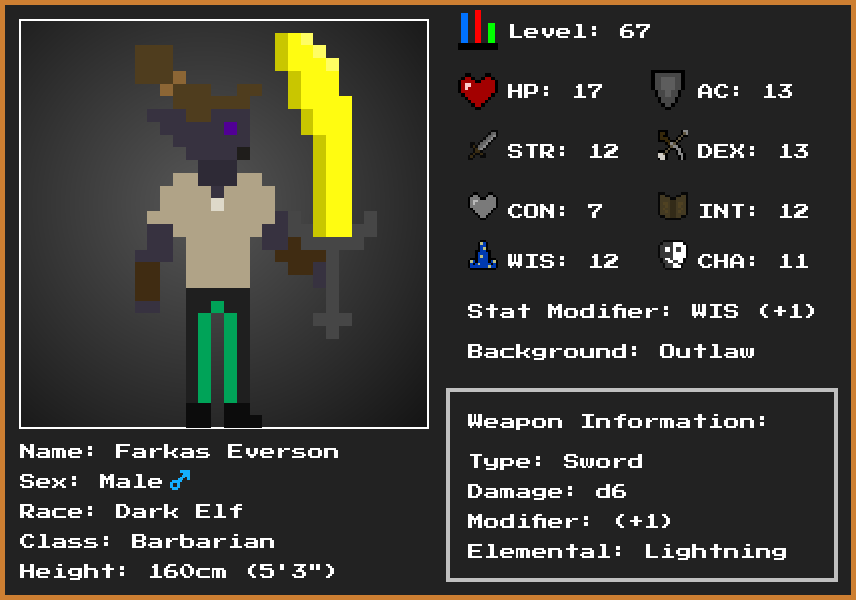 Level: 67
HP: 17
AC: 13
STR: 12
DEX: 13
CON: 7
INT: 12
WIS: 12
CHA: 11
Stat Modifier: WIS (+1)
Background: Outlaw
Name: Farkas Everson
Sex: Male♂
Race: Dark Elf
Class: Barbarian
Height: 160cm (5'3")
Weapon Information:
Type: Sword
Damage: d6
Modifier: (+1)
Elemental: Lightning